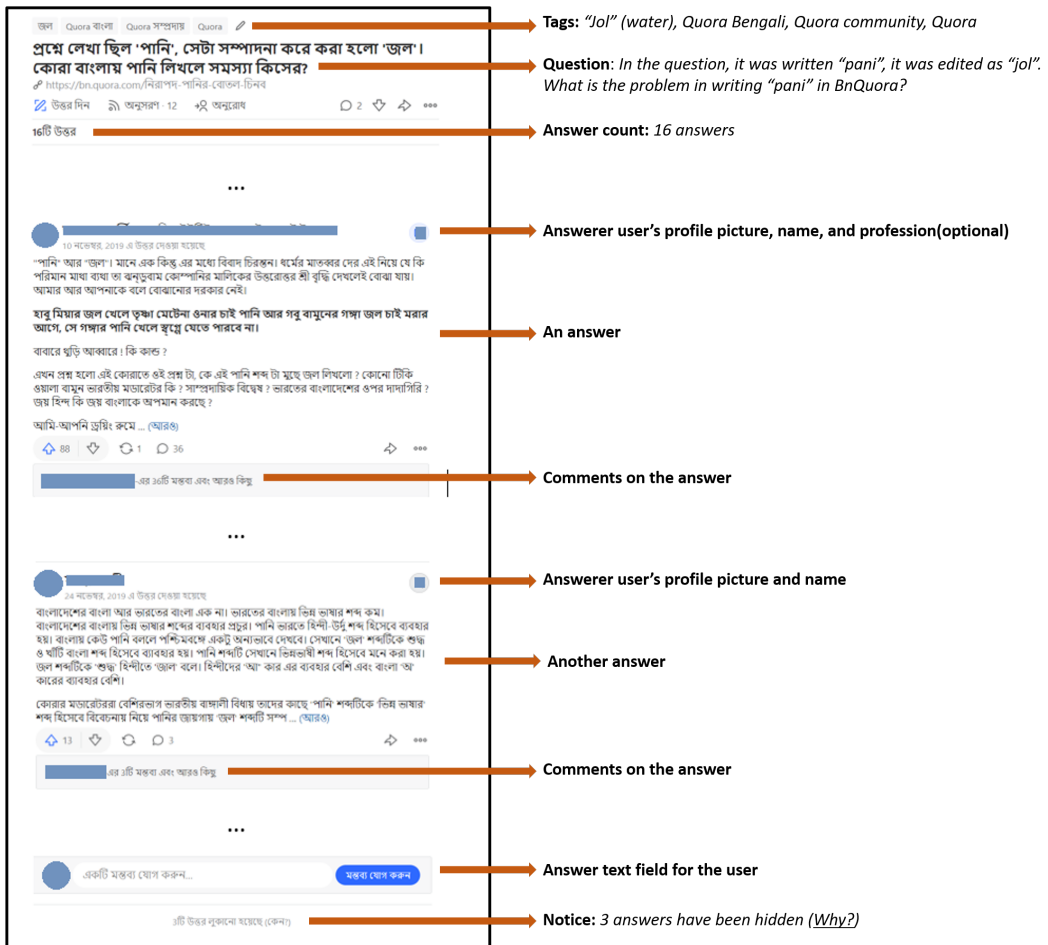 জল Quora বাংলা Quora সম্প্রদায় Quora
Tags: “Jol” (water), Quora Bengali, Quora community, Quora
প্রশ্নে লেখা ছিল 'পানি', সেটা সম্পাদনা করে করা হলো 'জল'।
কোরা বাংলায় পানি লিখলে সমস্যা কিসের?
Question: In the question, it was written “pani”, it was edited as “jol”.
What is the problem in writing “pani” in BnQuora?
https://bn.quora.com/নিরাপদ-পানির-বোতল-চিনব
উত্তর দিন অনুসরণ · 12 অনুরোধ 2
16টি উত্তর
Answer count: 16 answers
...
Answerer user’s profile picture, name, and profession(optional)
10 নভেম্বর, 2019 এ উত্তর দেওয়া হয়েছে
"পানি" আর "জল"। মানে এক কিন্তু এর মধ্যে বিবাদ চিরন্তন। ধর্মের মাতব্বর দের এই নিয়ে যে কি
পরিমান মাথা ব্যথা তা ঝন্ডুবাম কোম্পানির মালিকের উত্তরোত্তর শ্রী বৃদ্ধি দেখলেই বোঝা যায়।
আমার আর আপনাকে বলে বোঝানোর দরকার নেই।
হাবু মিয়ার জল খেলে তৃষ্ণা মেটেনা ওনার চাই পানি আর গবু বামুনের গঙ্গা জল চাই মরার
আগে, সে গঙ্গার পানি খেলে স্বর্গে যেতে পারবে না।
An answer
বাবারে থুড়ি আব্বারে ! কি কান্ড ?
এখন প্রশ্ন হলো এই কোরাতে ওই প্রশ্ন টা, কে এই পানি শব্দ টা মুছে জল লিখলো ? কোনো টিকি
ওয়ালা বামুন ভারতীয় মডারেটর কি ? সাম্প্রদায়িক বিদ্বেষ ? ভারতের বাংলাদেশের ওপর দাদাগিরি ?
জয় হিন্দ কি জয় বাংলাকে অপমান করছে ?
আমি-আপনি ড্রয়িং রুমে ... (আরও)
88 1 36
-এর 36টি মন্তব্য এবং আরও কিছু
Comments on the answer
...
Answerer user’s profile picture and name
24 নভেম্বর, 2019 এ উত্তর দেওয়া হয়েছে
বাংলাদেশের বাংলা আর ভারতের বাংলা এক না। ভারতের বাংলায় ভিন্ন ভাষার শব্দ কম।
বাংলাদেশের বাংলায় ভিন্ন ভাষার শব্দের ব্যবহার প্রচুর। পানি ভারতে হিন্দী-উর্দু শব্দ হিসেবে ব্যবহার
হয়। বাংলায় কেউ পানি বললে পশ্চিমবঙ্গে একটু অন্যভাবে দেখবে। সেখানে 'জল' শব্দটিকে শুদ্ধ
ও খাঁটি বাংলা শব্দ হিসেবে ব্যাবহার হয়। পানি শব্দটি সেখানে ভিন্নভাষী শব্দ হিসেবে মনে করা হয়।
জল শব্দটিকে 'শুদ্ধ' হিন্দীতে 'জাল' বলে। হিন্দীদের 'আ' কার এর ব্যবহার বেশি এবং বাংলা 'অ'
কারের ব্যাবহার বেশি।
Another answer
কোরার মডারেটররা বেশিরভাগ ভারতীয় বাঙ্গালী বিধায় তাদের কাছে 'পানি' শব্দটিকে 'ভিন্ন ভাষার'
শব্দ হিসেবে বিবেচনায় নিয়ে পানির জায়গায় 'জল' শব্দটি সম্প ... (আরও)
13 3
এর 3টি মন্তব্য এবং আরও কিছু
Comments on the answer
...
একটি মন্তব্য যোগ করুন... মন্তব্য যোগ করুন
Answer text field for the user
3টি উত্তর লুকানো হয়েছে (কেন?)
Notice: 3 answers have been hidden (Why?)